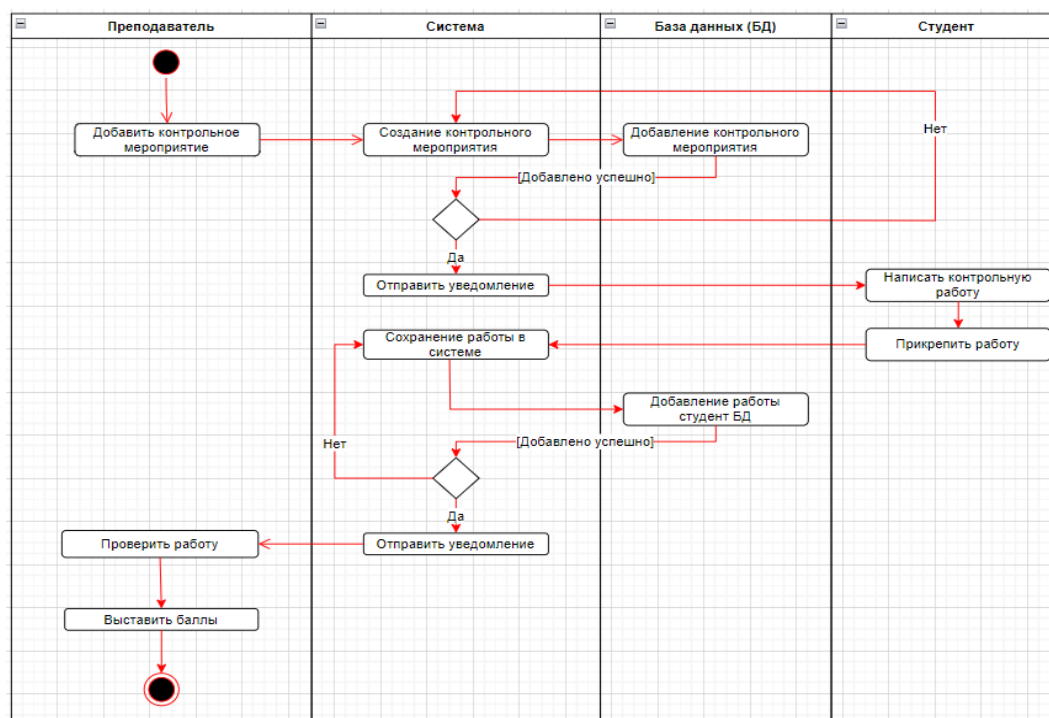 Преподаватель
Система
База данных (БД)
Студент
Добавить контрольное
мероприятие
Создание контрольного
мероприятия
Добавление контрольного
мероприятия
Нет
[Добавлено успешно]
Да
Отправить уведомление
Написать контрольную
работу
Сохранение работы в
системе
Прикрепить работу
Добавление работы
студент БД
Нет
[Добавлено успешно]
Да
Проверить работу
Отправить уведомление
Выставить баллы